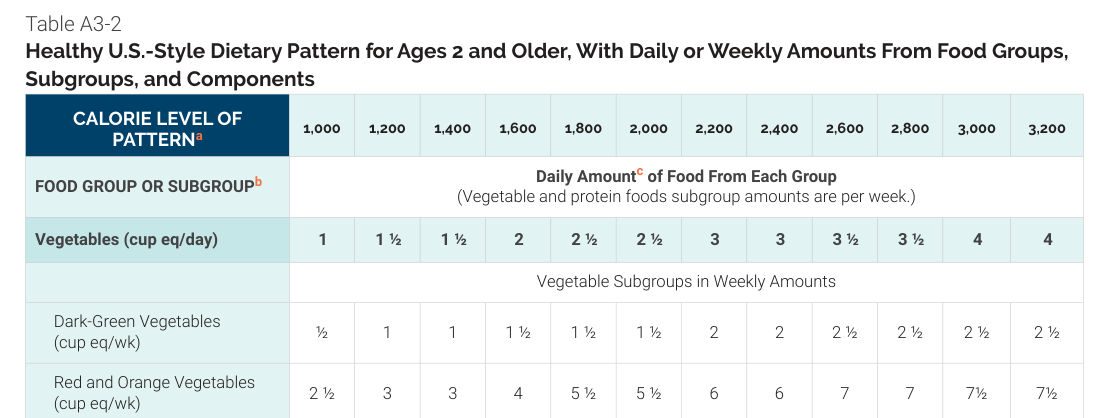 Table A3-2
Healthy U.S.-Style Dietary Pattern for Ages 2 and Older, With Daily or Weekly Amounts From Food Groups,
Subgroups, and Components
CALORIE LEVEL OF
PATTERNa 1,000 1,200 1,400 1,600 1,800 2,000 2,200 2,400 2,600 2,800 3,000 3,200
FOOD GROUP OR SUBGROUPb Daily Amountc of Food From Each Group
(Vegetable and protein foods subgroup amounts are per week.)
Vegetables (cup eq/day) 1 1 ½ 1 ½ 2 2 ½ 2 ½ 3 3 3 ½ 3 ½ 4 4
Vegetable Subgroups in Weekly Amounts
Dark-Green Vegetables
(cup eq/wk) ½ 1 1 1 ½ 1 ½ 1 ½ 2 2 2 ½ 2 ½ 2 ½ 2 ½
Red and Orange Vegetables
(cup eq/wk) 2 ½ 3 3 4 5 ½ 5 ½ 6 6 7 7 7½ 7½